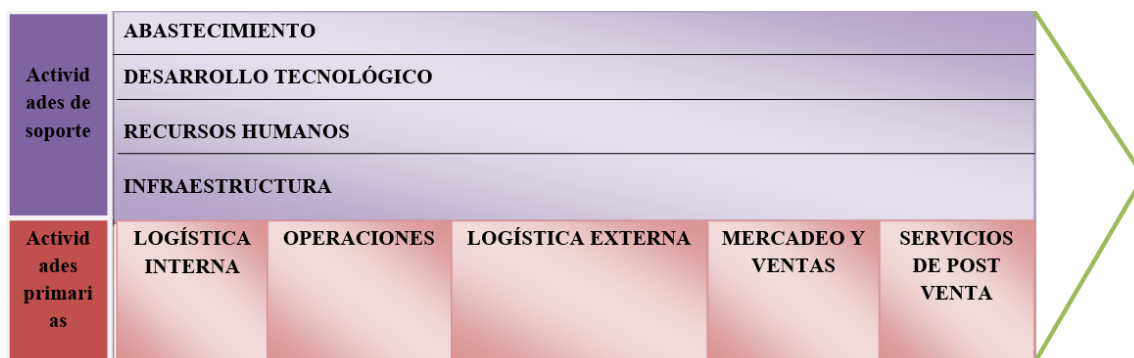 Activid
ades de
soporte
ABASTECIMIENTO
DESARROLLO TECNOLÓGICO
RECURSOS HUMANOS
INFRAESTRUCTURA
Activid
ades
primari
as
LOGÍSTICA
INTERNA
OPERACIONES
LOGÍSTICA EXTERNA
MERCADEO Y
VENTAS
SERVICIOS
DE POST
VENTA